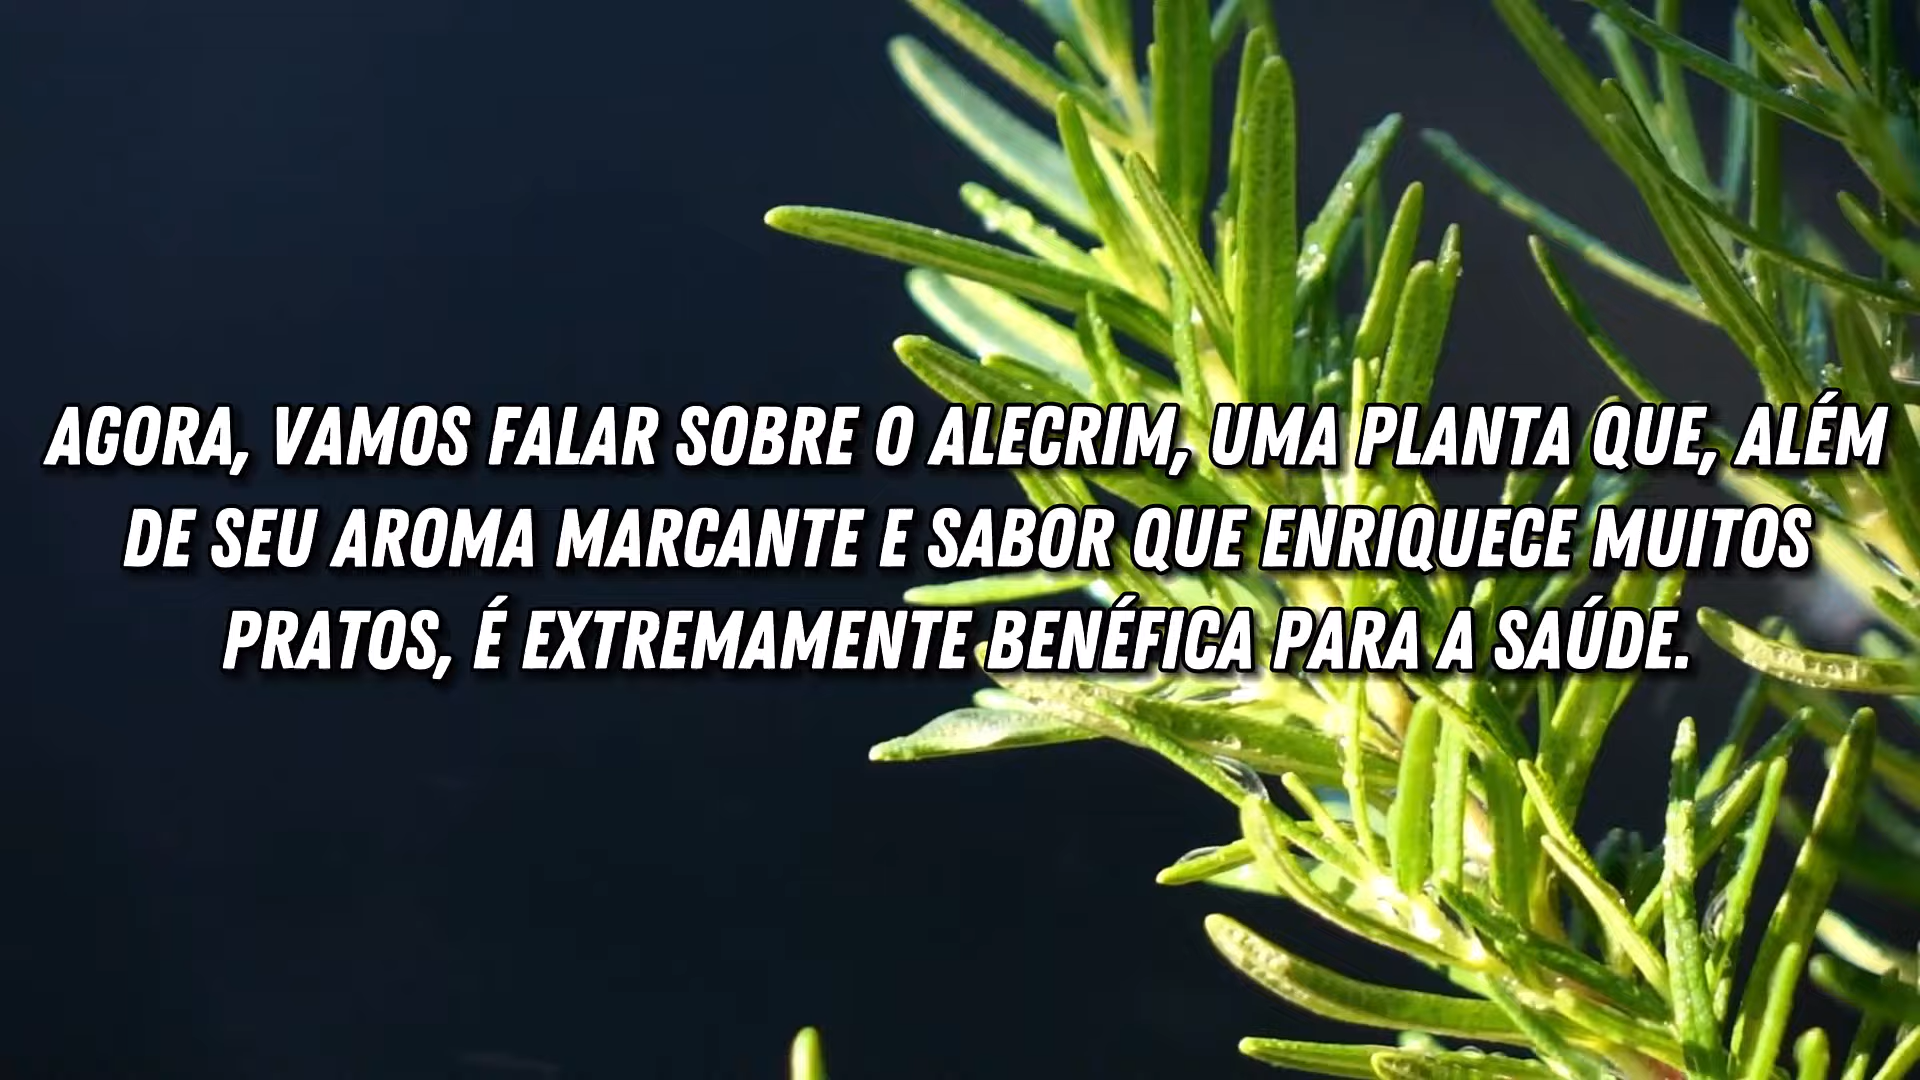 AGORA, VAMOS FALAR SOBRE O ALECRIM, UMA PLANTA QUE, ALÉM
DE SEU AROMA MARCANTE E SABOR QUE ENRIQUECE MUITOS
PRATOS, É EXTREMAMENTE BENÉFICA PARA A SAÚDE.